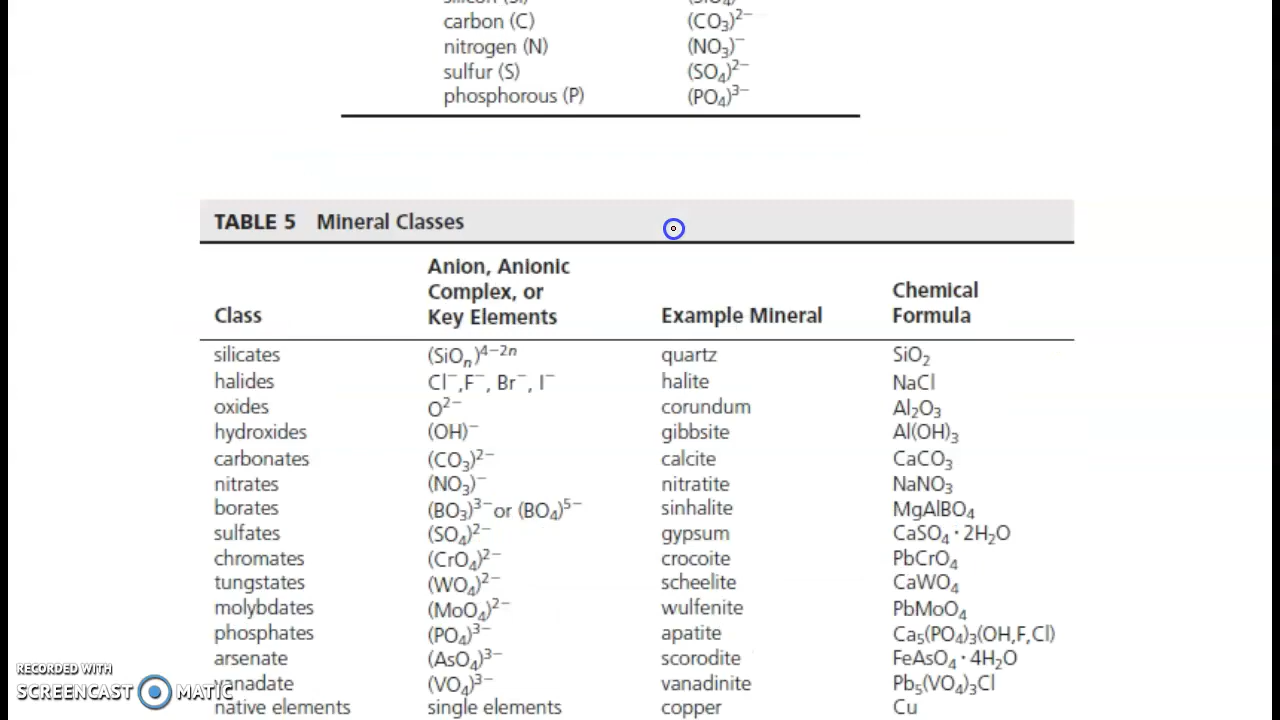 silicon (Si) (SiO₄)
carbon (C) (CO₃)²⁻
nitrogen (N) (NO₃)⁻
sulfur (S) (SO₄)²⁻
phosphorous (P) (PO₄)³⁻
TABLE 5 Mineral Classes
Anion, Anionic
Complex, or Chemical
Class Key Elements Example Mineral Formula
silicates (SiOₙ)⁴⁻²ⁿ quartz SiO₂
halides Cl⁻,F⁻, Br⁻, I⁻ halite NaCl
oxides O²⁻ corundum Al₂O₃
hydroxides (OH)⁻ gibbsite Al(OH)₃
carbonates (CO₃)²⁻ calcite CaCO₃
nitrates (NO₃)⁻ nitratite NaNO₃
borates (BO₃)³⁻ or (BO₄)⁵⁻ sinhalite MgAlBO₄
sulfates (SO₄)²⁻ gypsum CaSO₄ · 2H₂O
chromates (CrO₄)²⁻ crocoite PbCrO₄
tungstates (WO₄)²⁻ scheelite CaWO₄
molybdates (MoO₄)²⁻ wulfenite PbMoO₄
phosphates (PO₄)³⁻ apatite Ca₅(PO₄)₃(OH,F,Cl)
arsenate (AsO₄)³⁻ scorodite FeAsO₄ · 4H₂O
vanadate (VO₄)³⁻ vanadinite Pb₅(VO₄)₃Cl
native elements single elements copper Cu
RECORDED WITH
SCREENCAST MATIC